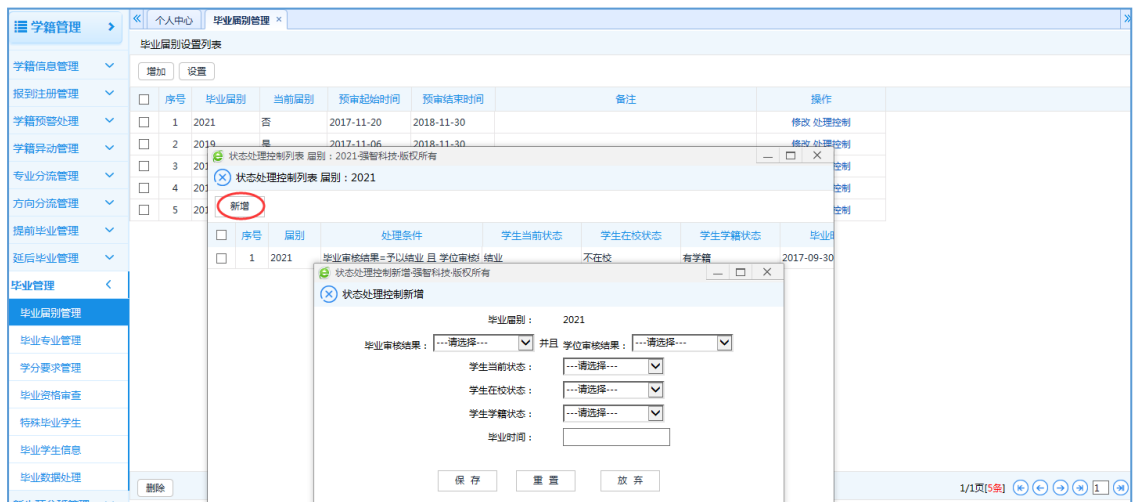 学籍管理
个人中心 毕业届别管理 ×
毕业届别设置列表
增加 设置
学籍信息管理
报到注册管理
学籍预警处理
学籍异动管理
专业分流管理
方向分流管理
提前毕业管理
延后毕业管理
毕业管理
毕业届别管理
毕业专业管理
学分要求管理
毕业资格审查
特殊毕业学生
毕业学生信息
毕业数据处理
序号 毕业届别 当前届别 预审起始时间 预审结束时间 备注 操作
1 2021 否 2017-11-20 2018-11-30 修改 处理控制
2 2019 是 2017-11-06 2018-11-30 修改 处理控制
3 201
4 201
5 201
状态处理控制列表 届别：2021-强智科技·版权所有
状态处理控制列表 届别：2021
新增
序号 届别 处理条件 学生当前状态 学生在校状态 学生学籍状态
1 2021 毕业审核结果=予以结业 且 学位审核 结业 不在校 有学籍 2017-09-30
状态处理控制新增-强智科技·版权所有
状态处理控制新增
毕业届别： 2021
毕业审核结果： ---请选择--- 并且 学位审核结果： ---请选择---
学生当前状态： ---请选择---
学生在校状态： ---请选择---
学生学籍状态： ---请选择---
毕业时间：
保 存 重 置 放 弃
删除
1/1页[5条] 1